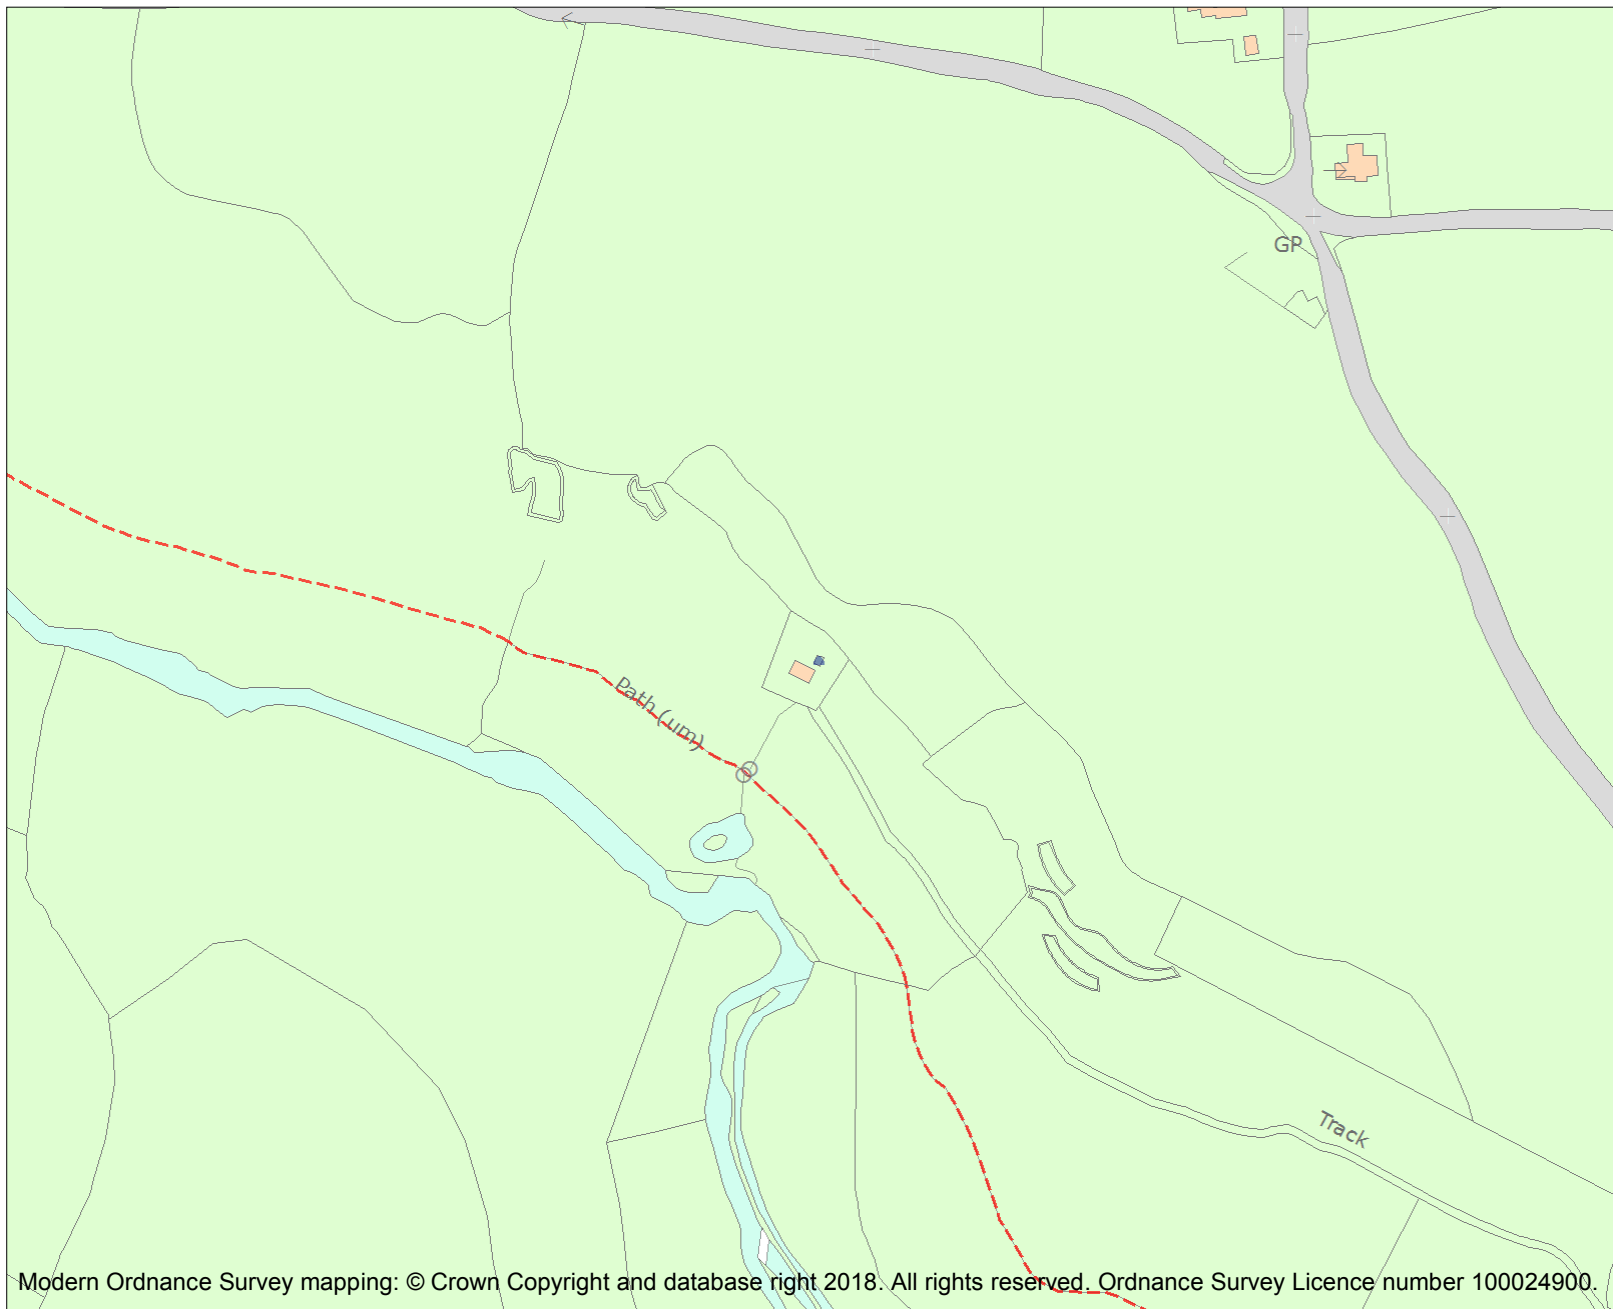 GP
Path (um)
Track
Modern Ordnance Survey mapping: © Crown Copyright and database right 2018. All rights reserved. Ordnance Survey Licence number 100024900.